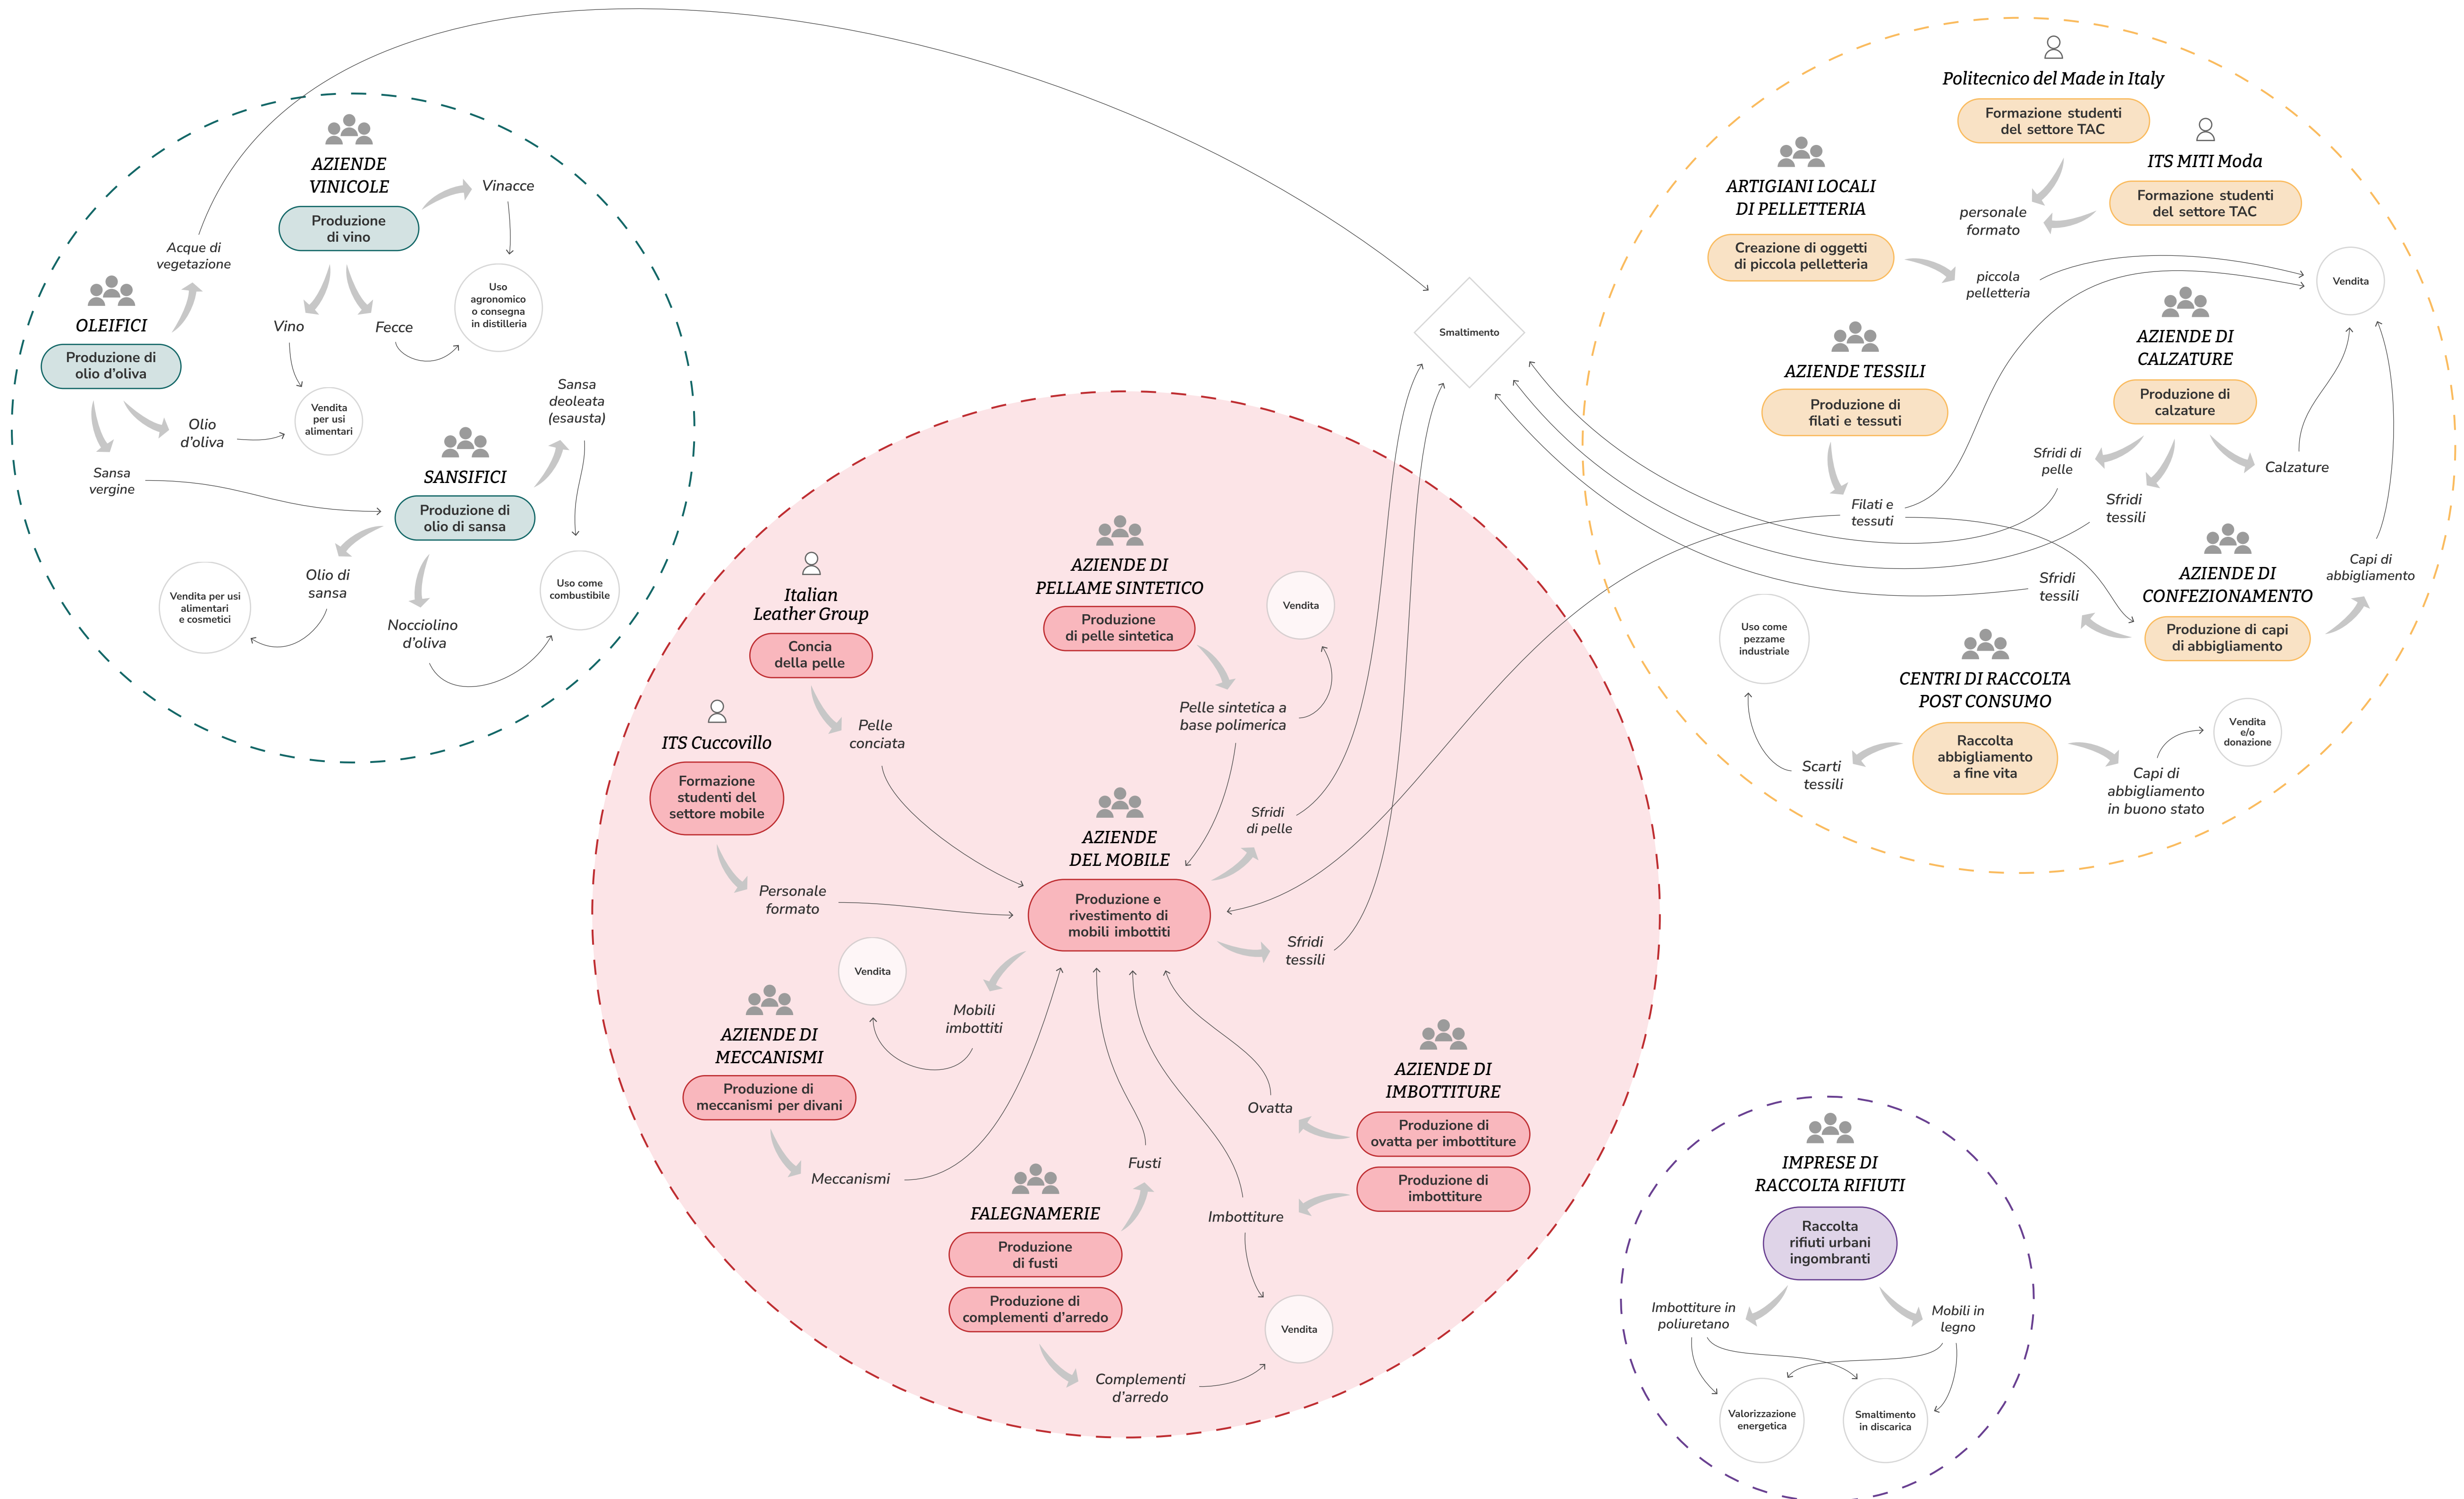 AZIENDE
VINICOLE
Produzione
di vino
Vinacce
Uso
agronomico
o consegna
in distilleria
Vino
Fecce
Vendita
per usi
alimentari
Acque di
vegetazione
OLEIFICI
Produzione di
olio d’oliva
Olio
d’oliva
Sansa
vergine
Sansa
deoleata
(esausta)
SANSIFICI
Produzione di
olio di sansa
Olio di
sansa
Vendita per usi
alimentari
e cosmetici
Nocciolino
d’oliva
Uso come
combustibile
Smaltimento
Politecnico del Made in Italy
Formazione studenti
del settore TAC
ITS MITI Moda
Formazione studenti
del settore TAC
personale
formato
ARTIGIANI LOCALI
DI PELLETTERIA
Creazione di oggetti
di piccola pelletteria
piccola
pelletteria
Vendita
AZIENDE TESSILI
Produzione di
filati e tessuti
Filati e
tessuti
AZIENDE DI
CALZATURE
Produzione di
calzature
Sfridi di
pelle
Sfridi
tessili
Calzature
AZIENDE DI
CONFEZIONAMENTO
Produzione di capi
di abbigliamento
Sfridi
tessili
Capi di
abbigliamento
Uso come
pezzame
industriale
CENTRI DI RACCOLTA
POST CONSUMO
Raccolta
abbigliamento
a fine vita
Scarti
tessili
Capi di
abbigliamento
in buono stato
Vendita
e/o
donazione
Italian
Leather Group
Concia
della pelle
Pelle
conciata
AZIENDE DI
PELLAME SINTETICO
Produzione
di pelle sintetica
Vendita
Pelle sintetica a
base polimerica
ITS Cuccovillo
Formazione
studenti del
settore mobile
Personale
formato
AZIENDE
DEL MOBILE
Produzione e
rivestimento di
mobili imbottiti
Sfridi
di pelle
Sfridi
tessili
Vendita
Mobili
imbottiti
AZIENDE DI
MECCANISMI
Produzione di
meccanismi per divani
Meccanismi
FALEGNAMERIE
Produzione
di fusti
Produzione di
complementi d’arredo
Fusti
Complementi
d’arredo
AZIENDE DI
IMBOTTITURE
Produzione di
ovatta per imbottiture
Produzione di
imbottiture
Ovatta
Imbottiture
Vendita
IMPRESE DI
RACCOLTA RIFIUTI
Raccolta
rifiuti urbani
ingombranti
Imbottiture in
poliuretano
Mobili in
legno
Valorizzazione
energetica
Smaltimento
in discarica